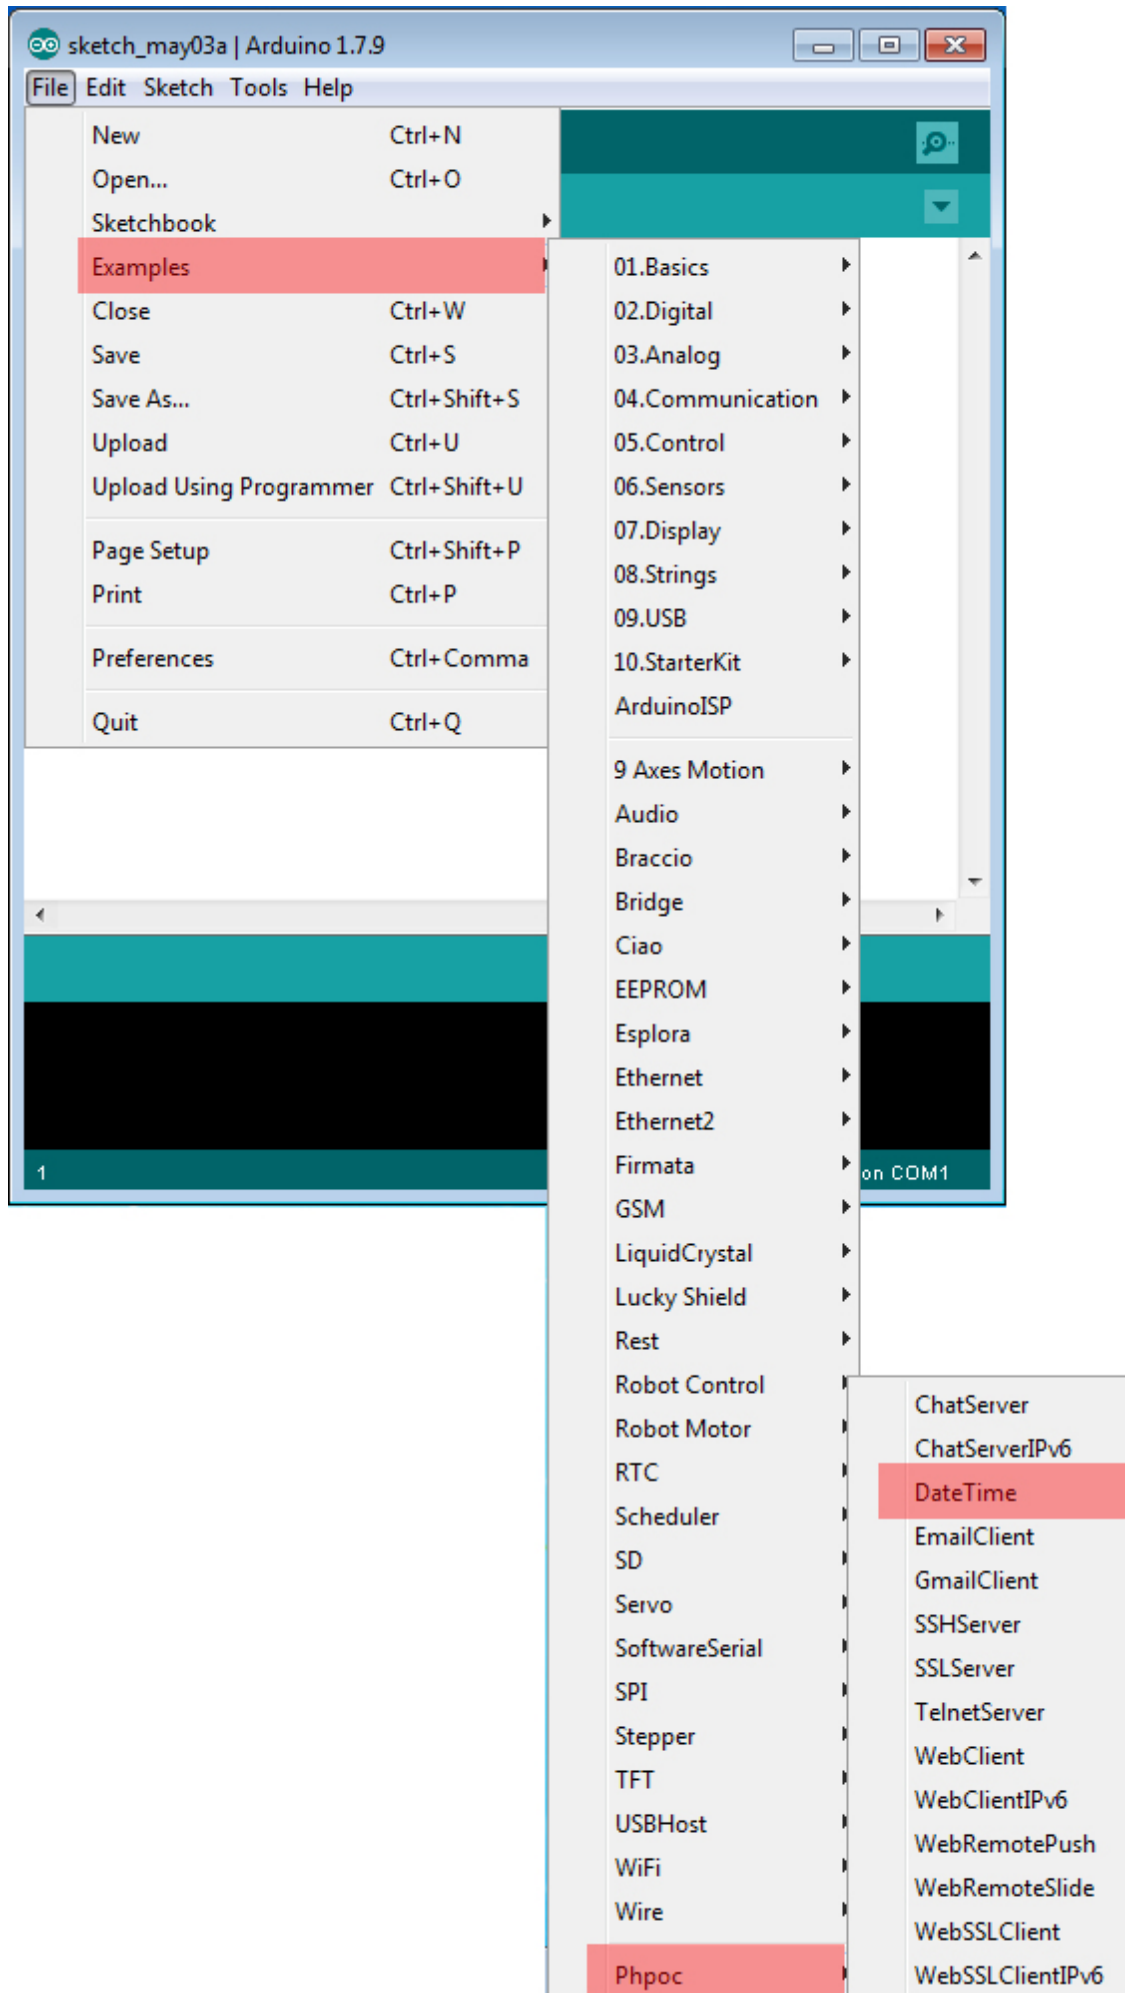 sketch_may03a | Arduino 1.7.9
File Edit Sketch Tools Help
New Ctrl+N
Open... Ctrl+O
Sketchbook
Examples
Close Ctrl+W
Save Ctrl+S
Save As... Ctrl+Shift+S
Upload Ctrl+U
Upload Using Programmer Ctrl+Shift+U
Page Setup Ctrl+Shift+P
Print Ctrl+P
Preferences Ctrl+Comma
Quit Ctrl+Q
01.Basics
02.Digital
03.Analog
04.Communication
05.Control
06.Sensors
07.Display
08.Strings
09.USB
10.StarterKit
ArduinoISP
9 Axes Motion
Audio
Braccio
Bridge
Ciao
EEPROM
Esplora
Ethernet
Ethernet2
Firmata
GSM
LiquidCrystal
Lucky Shield
Rest
Robot Control
Robot Motor
RTC
Scheduler
SD
Servo
SoftwareSerial
SPI
Stepper
TFT
USBHost
WiFi
Wire
Phpoc
ChatServer
ChatServerIPv6
DateTime
EmailClient
GmailClient
SSHServer
SSLServer
TelnetServer
WebClient
WebClientIPv6
WebRemotePush
WebRemoteSlide
WebSSLClient
WebSSLClientIPv6
1 on COM1